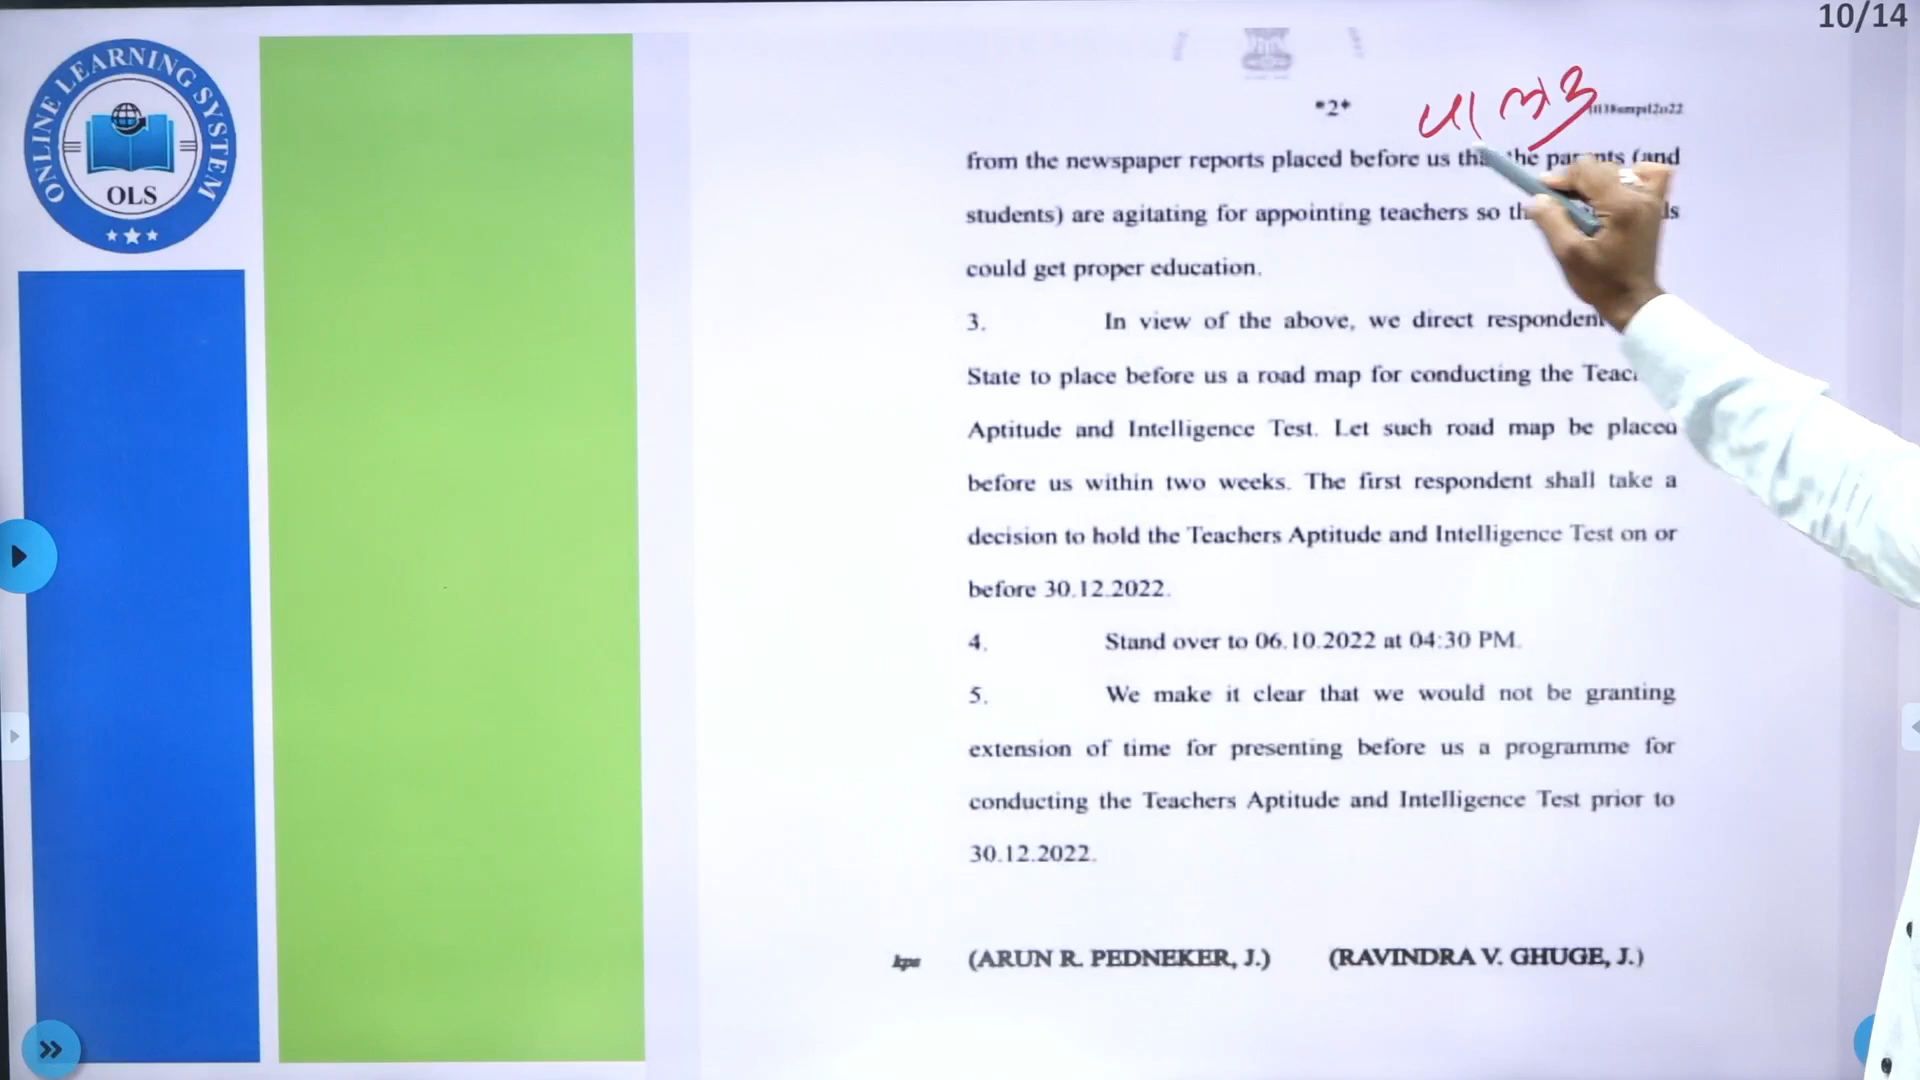 10/14
ONLINE LEARNING SYSTEM
OLS
*2*
from the newspaper reports placed before us the parents (and
students) are agitating for appointing teachers so
could get proper education.
3. In view of the above, we direct respondent
State to place before us a road map for conducting the
Aptitude and Intelligence Test. Let such road map be placed
before us within two weeks. The first respondent shall take a
decision to hold the Teachers Aptitude and Intelligence Test on or
before 30.12.2022.
4. Stand over to 06.10.2022 at 04:30 PM.
5. We make it clear that we would not be granting
extension of time for presenting before us a programme for
conducting the Teachers Aptitude and Intelligence Test prior to
30.12.2022.
kps (ARUN R. PEDNEKER, J.) (RAVINDRA V. GHUGE, J.)